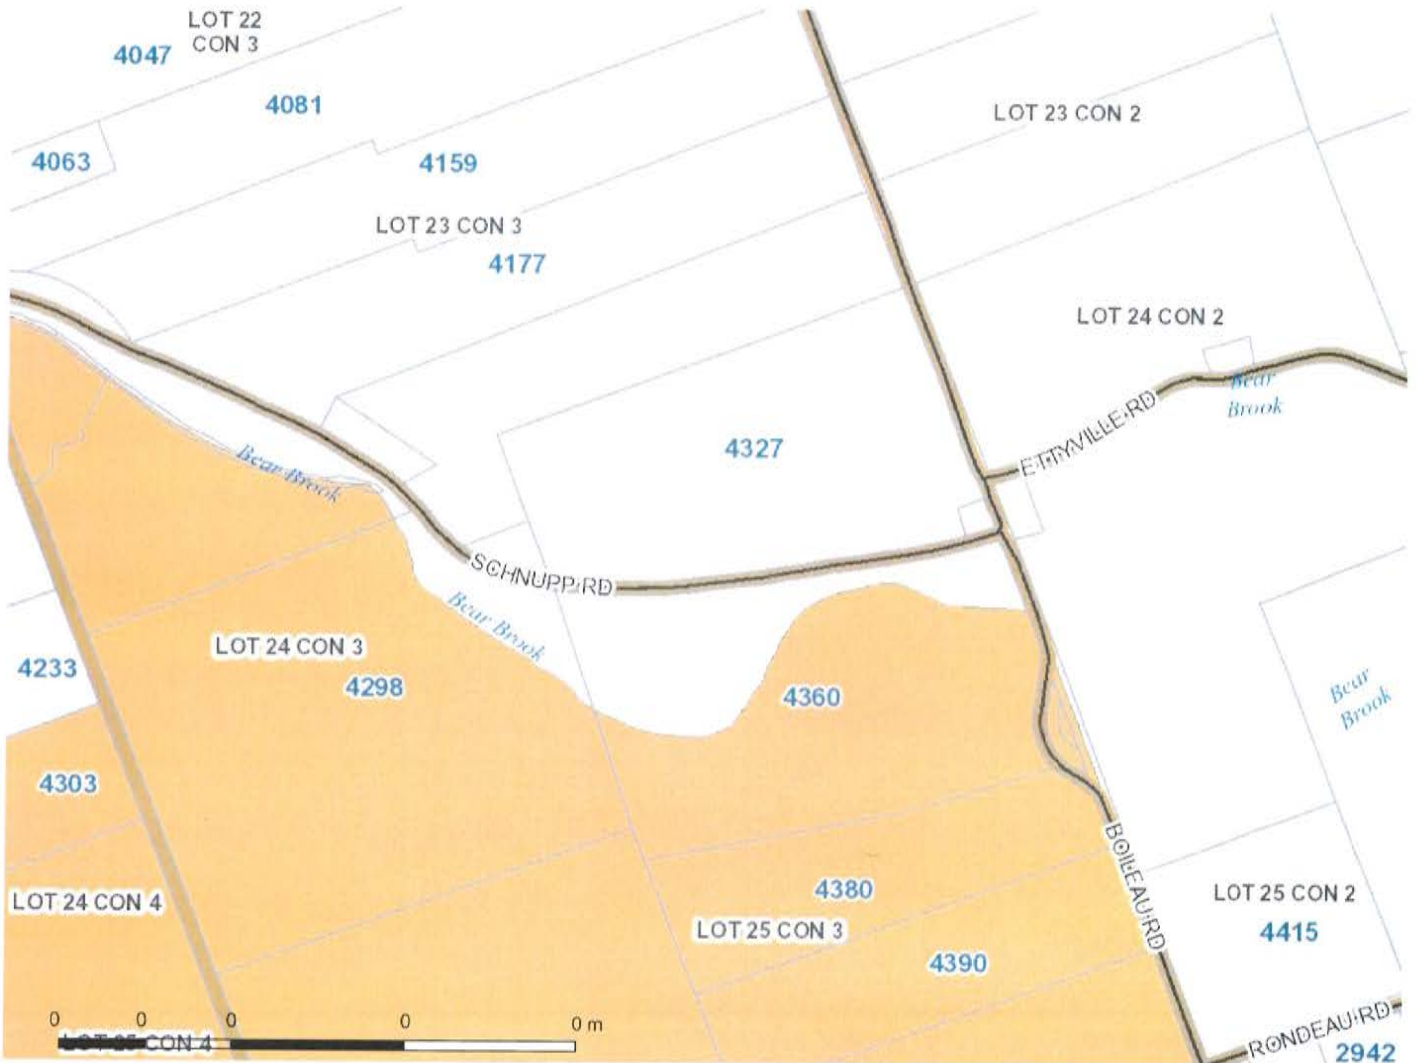 LOT 22
CON 3
4047
4081
LOT 23 CON 2
4063
4159
LOT 23 CON 3
4177
LOT 24 CON 2
Bear
Brook
ETTYVILLE RD
4327
Bear Brook
SCHNUPP RD
Bear Brook
LOT 24 CON 3
4233
4298
4360
Bear
Brook
4303
BOILEAU RD
4380
LOT 25 CON 2
LOT 24 CON 4
LOT 25 CON 3
4415
4390
0 0 0 0 0 m
LOT 25 CON 4
RONDEAU RD
2942